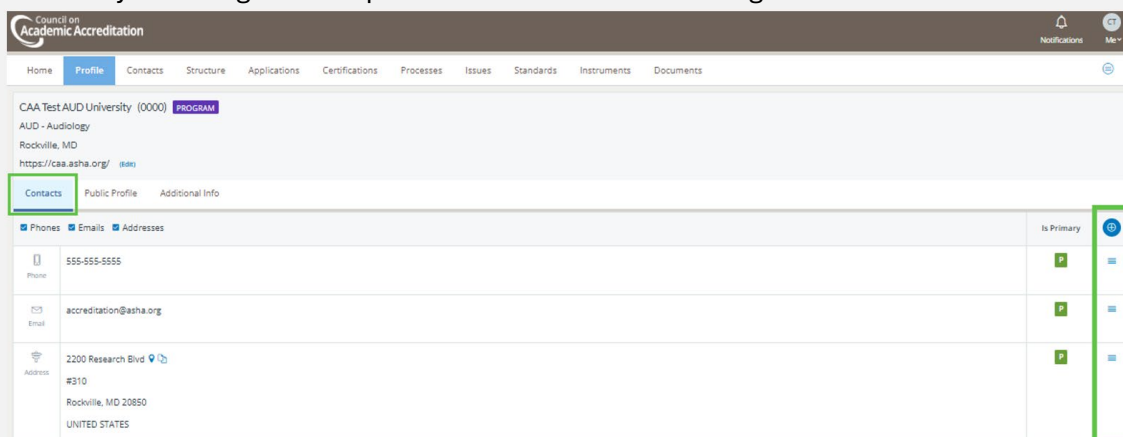 Council on
Academic Accreditation
Notifications
CT
Me
Home Profile Contacts Structure Applications Certifications Processes Issues Standards Instruments Documents
CAA Test AUD University (0000) PROGRAM
AUD - Audiology
Rockville, MD
https://caa.asha.org/ (Edit)
Contacts Public Profile Additional Info
Phones Emails Addresses Is Primary
Phone 555-555-5555 P
Email accreditation@asha.org P
Address 2200 Research Blvd P
#310
Rockville, MD 20850
UNITED STATES